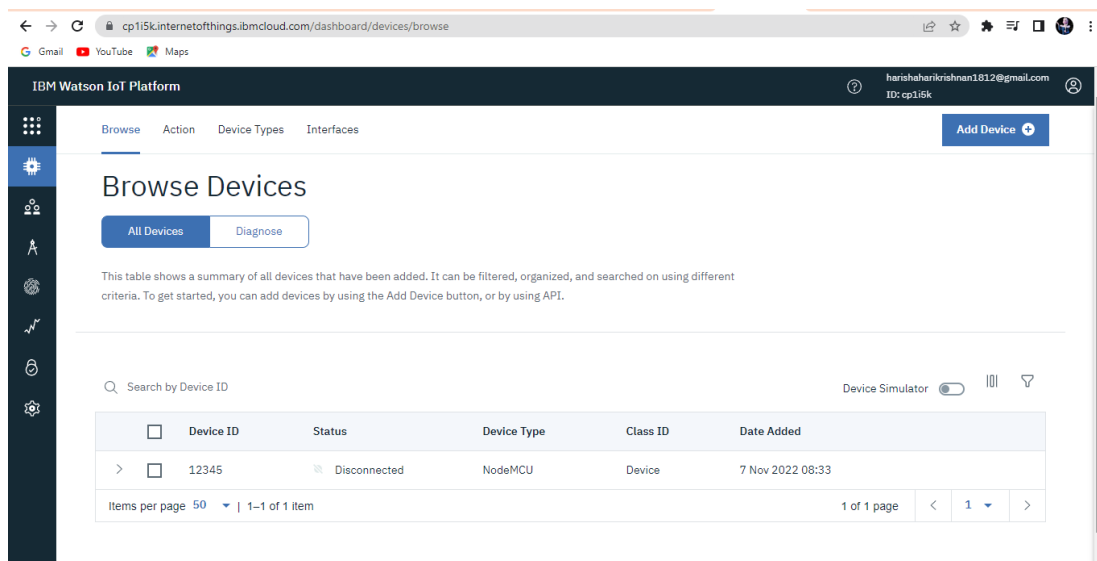 cp1i5k.internetofthings.ibmcloud.com/dashboard/devices/browse
Gmail YouTube Maps
IBM Watson IoT Platform
harishaharikrishnan1812@gmail.com
ID: cp1i5k
Browse Action Device Types Interfaces Add Device
Browse Devices
All Devices Diagnose
This table shows a summary of all devices that have been added. It can be filtered, organized, and searched on using different
criteria. To get started, you can add devices by using the Add Device button, or by using API.
Search by Device ID
Device Simulator
Device ID Status Device Type Class ID Date Added
12345 Disconnected NodeMCU Device 7 Nov 2022 08:33
Items per page 50 | 1–1 of 1 item 1 of 1 page 1